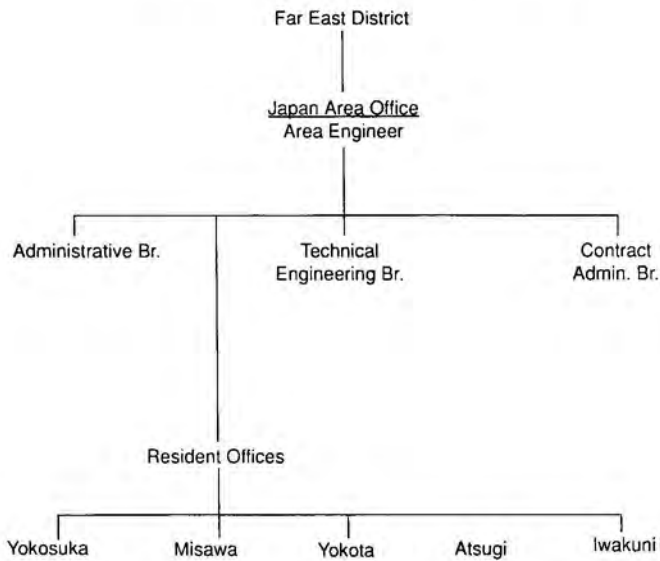 Far East District
Japan Area Office
Area Engineer
Administrative Br.
Technical
Engineering Br.
Contract
Admin. Br.
Resident Offices
Yokosuka
Misawa
Yokota
Atsugi
Iwakuni